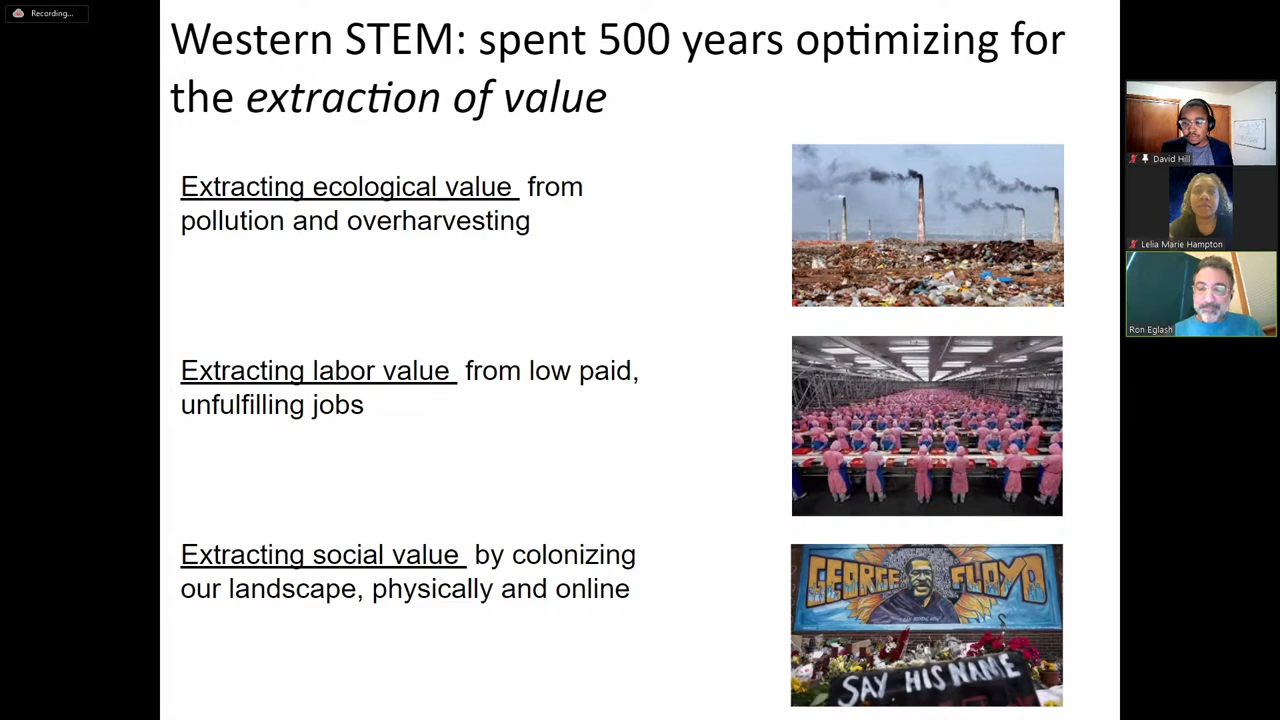 Recording...
Western STEM: spent 500 years optimizing for
the extraction of value
Extracting ecological value from
pollution and overharvesting
Extracting labor value from low paid,
unfulfilling jobs
Extracting social value by colonizing
our landscape, physically and online
GEORGE FLOYD
SAY HIS NAME
David Hill
Lelia Marie Hampton
Ron Eglash